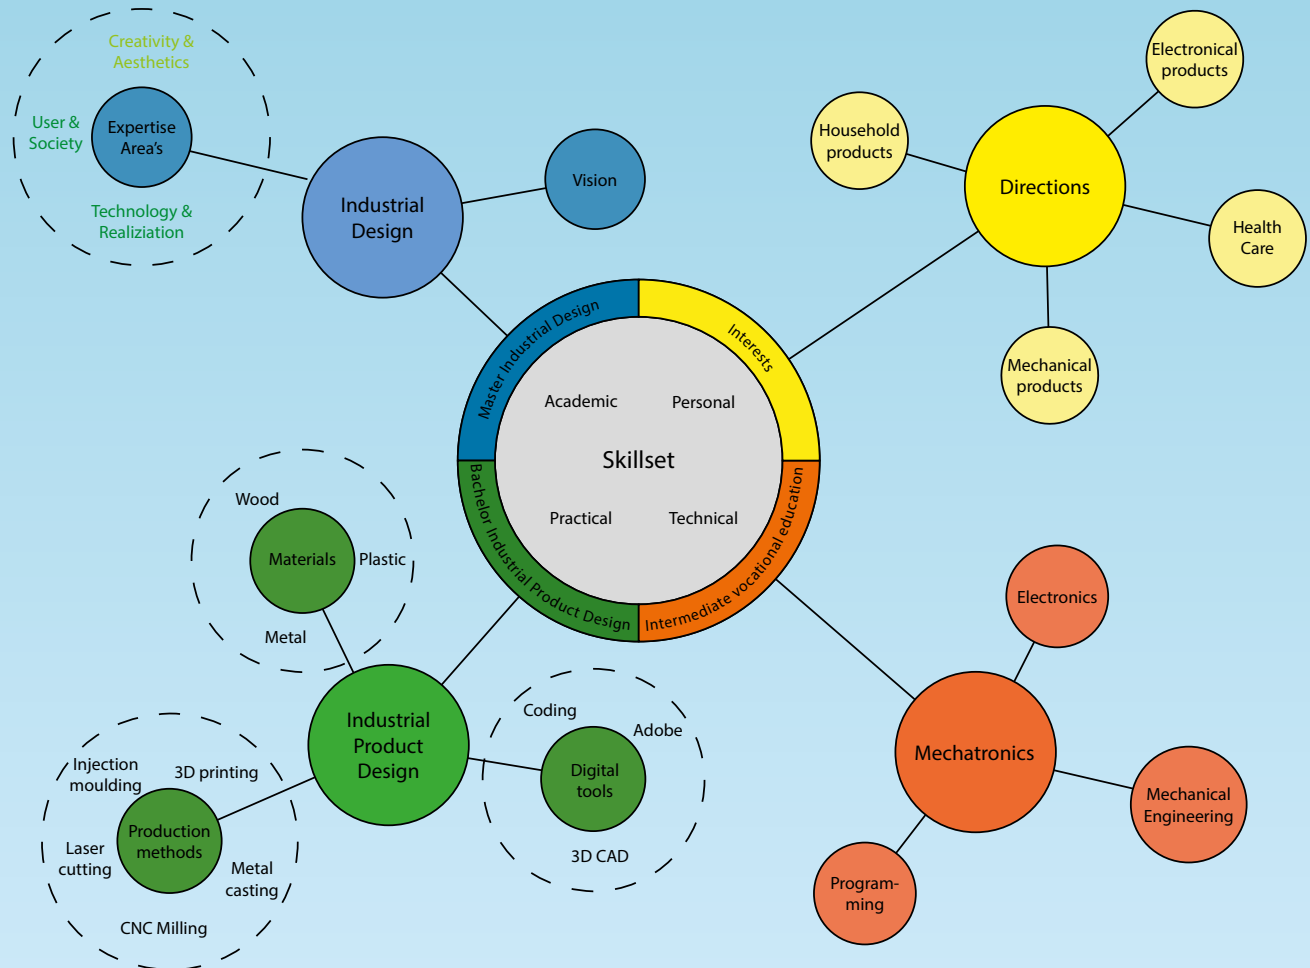 Creativity &
Aesthetics
User &
Society
Expertise
Area's
Technology &
Realiziation
Industrial
Design
Vision
Electronical
products
Household
products
Directions
Health
Care
Mechanical
products
Master Industrial Design
Interests
Academic
Personal
Skillset
Practical
Technical
Bachelor Industrial Product Design
Intermediate vocational education
Wood
Materials
Plastic
Metal
Industrial
Product
Design
Coding
Adobe
Digital
tools
3D CAD
Injection
moulding
3D printing
Production
methods
Laser
cutting
Metal
casting
CNC Milling
Electronics
Mechatronics
Mechanical
Engineering
Program-
ming